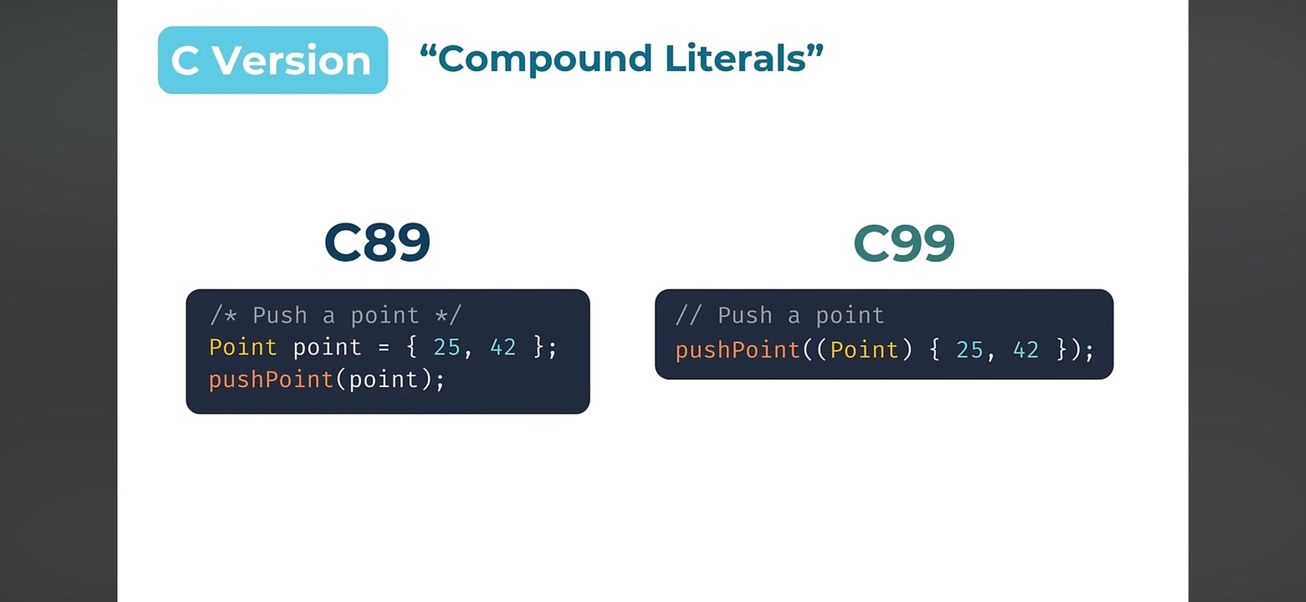 C Version
“Compound Literals”
C89
/* Push a point */
Point point = { 25, 42 };
pushPoint(point);
C99
// Push a point
pushPoint((Point) { 25, 42 });